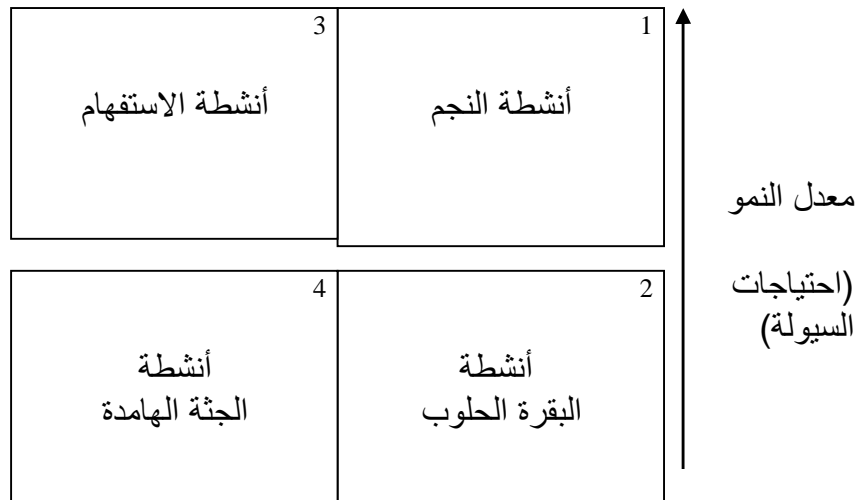 1
أنشطة النجم
3
أنشطة الاستفهام
معدل النمو
(احتياجات
السيولة)
2
أنشطة
البقرة الحلوب
4
أنشطة
الجثة الهامدة